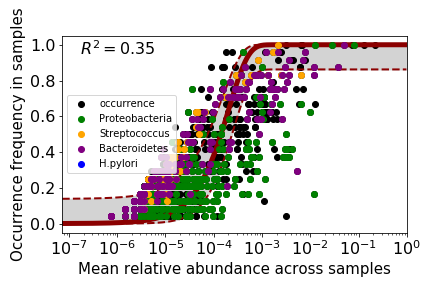 R² = 0.35
occurrence
Proteobacteria
Streptococcus
Bacteroidetes
H.pylori
Occurrence frequency in samples
1.0
0.8
0.6
0.4
0.2
0.0
10⁻⁷ 10⁻⁶ 10⁻⁵ 10⁻⁴ 10⁻³ 10⁻² 10⁻¹ 10⁰
Mean relative abundance across samples